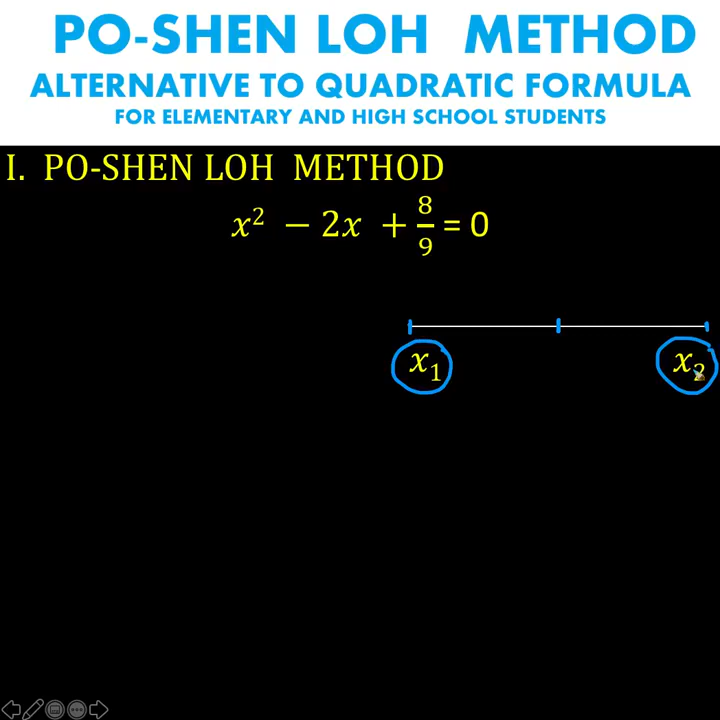 PO-SHEN LOH METHOD
ALTERNATIVE TO QUADRATIC FORMULA
FOR ELEMENTARY AND HIGH SCHOOL STUDENTS
I. PO-SHEN LOH METHOD
x² − 2x + 8/9 = 0
x₁ x₂